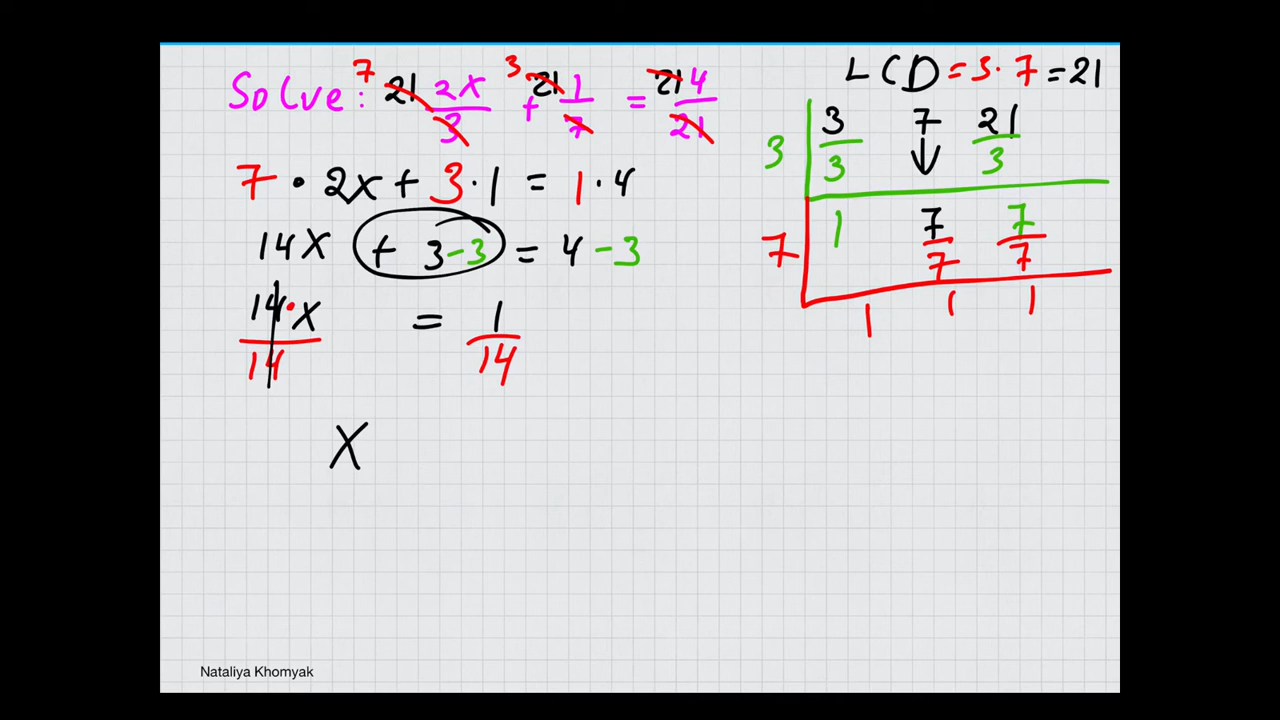 Solve: 7 21 2x/3 + 3 21 1/7 = 21 4/21
7 · 2x + 3 · 1 = 1 · 4
14x + 3 - 3 = 4 - 3
14 · x / 14 = 1/14
x
LCD = 3 · 7 = 21
3 | 3/3 7 ↓ 21/3
7 | 1 7/7 7/7
1 1 1
Nataliya Khomyak